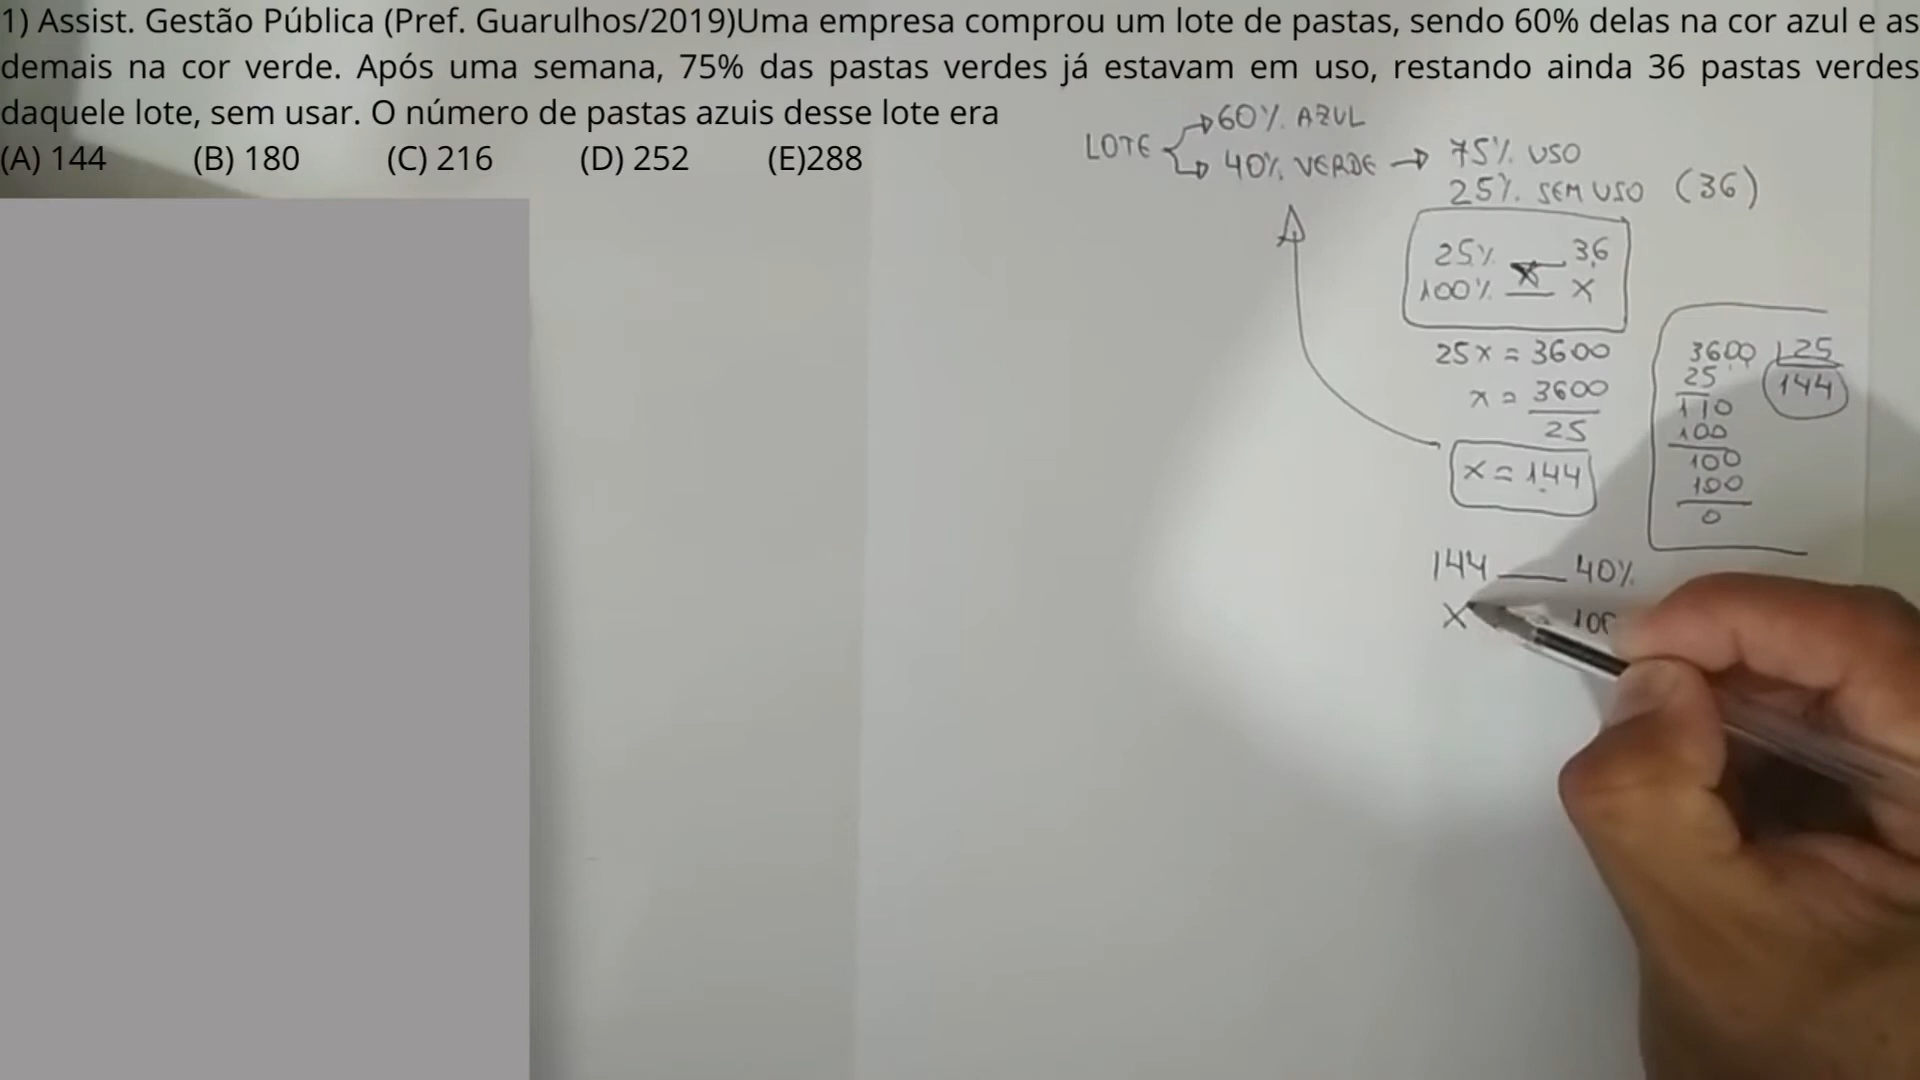 1) Assist. Gestão Pública (Pref. Guarulhos/2019)Uma empresa comprou um lote de pastas, sendo 60% delas na cor azul e as
demais na cor verde. Após uma semana, 75% das pastas verdes já estavam em uso, restando ainda 36 pastas verdes
daquele lote, sem usar. O número de pastas azuis desse lote era
(A) 144 (B) 180 (C) 216 (D) 252 (E)288
LOTE
60% AZUL
40% VERDE
75% USO
25% SEM USO (36)
25% 36
100% X
25x = 3600
x = 3600
25
x = 144
3600 25
25 144
110
100
100
100
0
144 40%
X 100